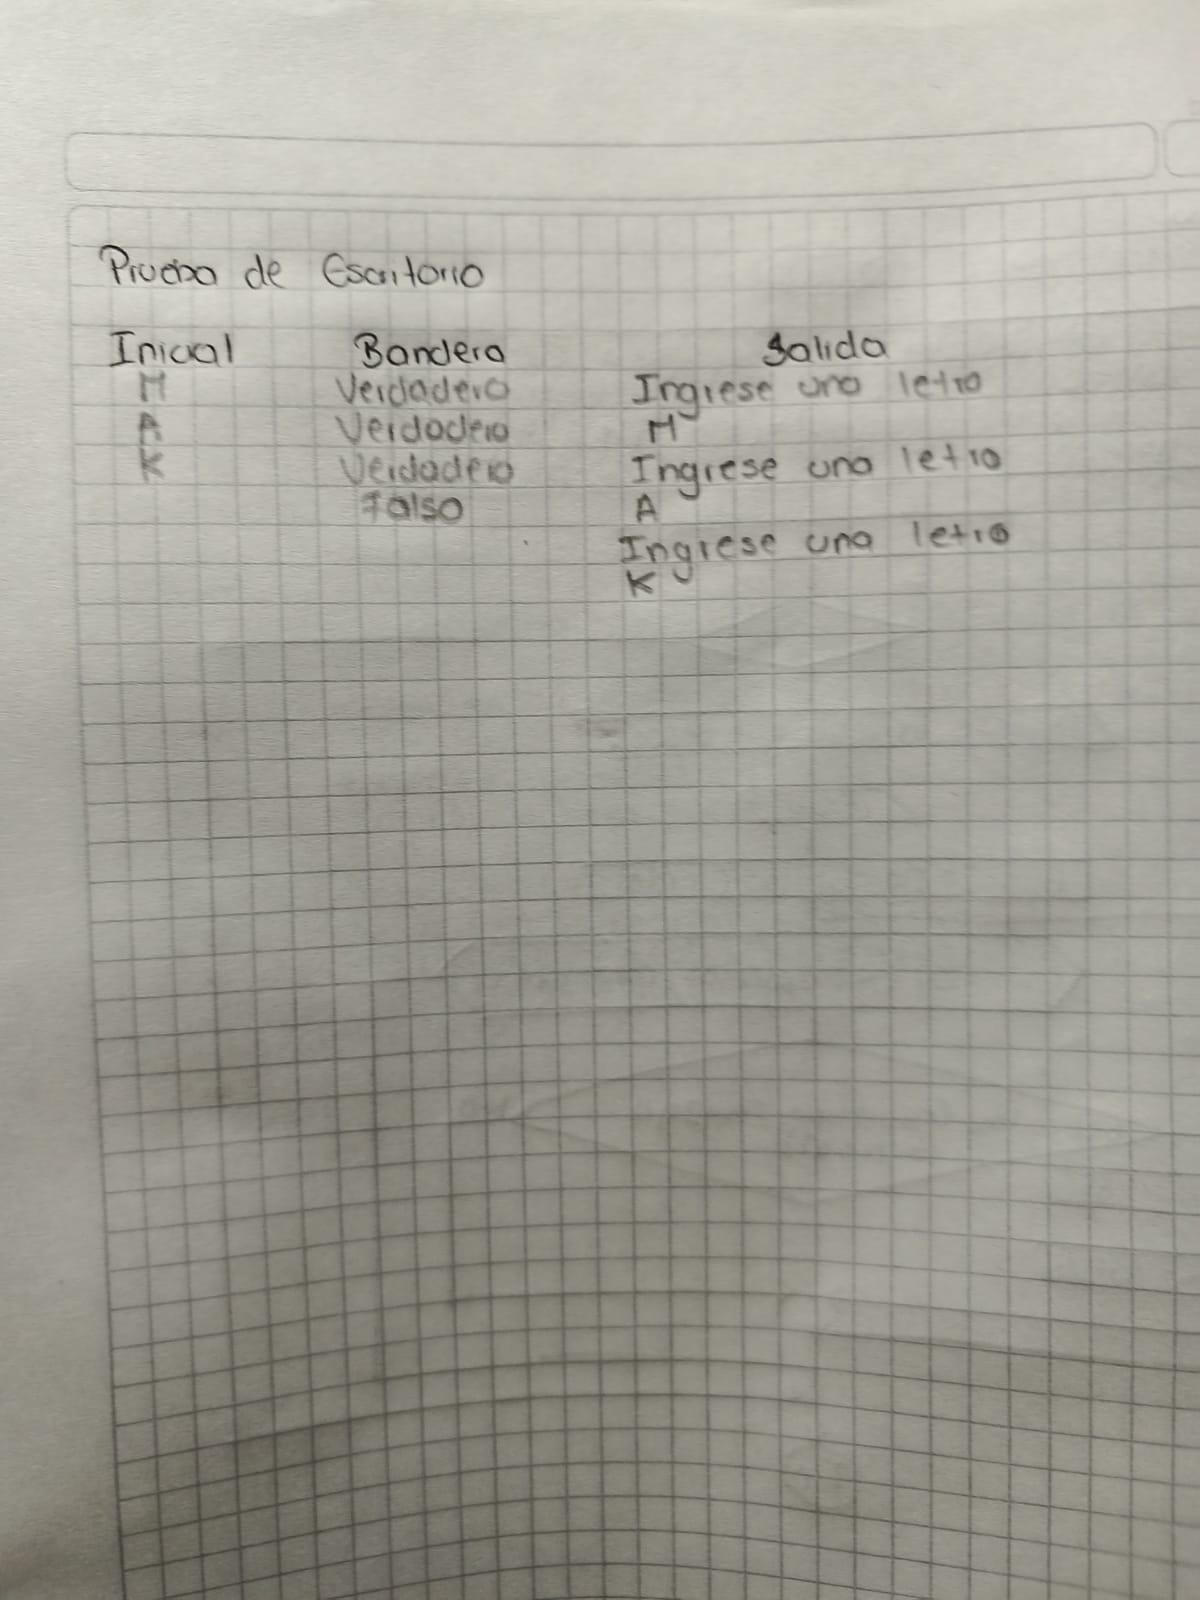 Prueba de Escritorio
Inicial Bandera Salida
M Verdadero Ingrese una letra
A Verdadero M
K Verdadero Ingrese una letra
Falso A
Ingrese una letra
K